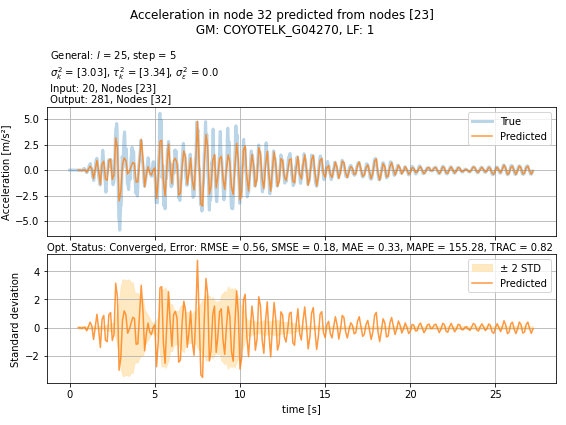 Acceleration in node 32 predicted from nodes [23]
GM: COYOTELK_G04270, LF: 1
General: l = 25, step = 5
σ²ₖ = [3.03], τ²ₖ = [3.34], σ²ε = 0.0
Input: 20, Nodes [23]
Output: 281, Nodes [32]
Acceleration [m/s²]
5.0
2.5
0.0
−2.5
−5.0
True
Predicted
Opt. Status: Converged, Error: RMSE = 0.56, SMSE = 0.18, MAE = 0.33, MAPE = 155.28, TRAC = 0.82
Standard deviation
4
2
0
−2
± 2 STD
Predicted
0 5 10 15 20 25
time [s]